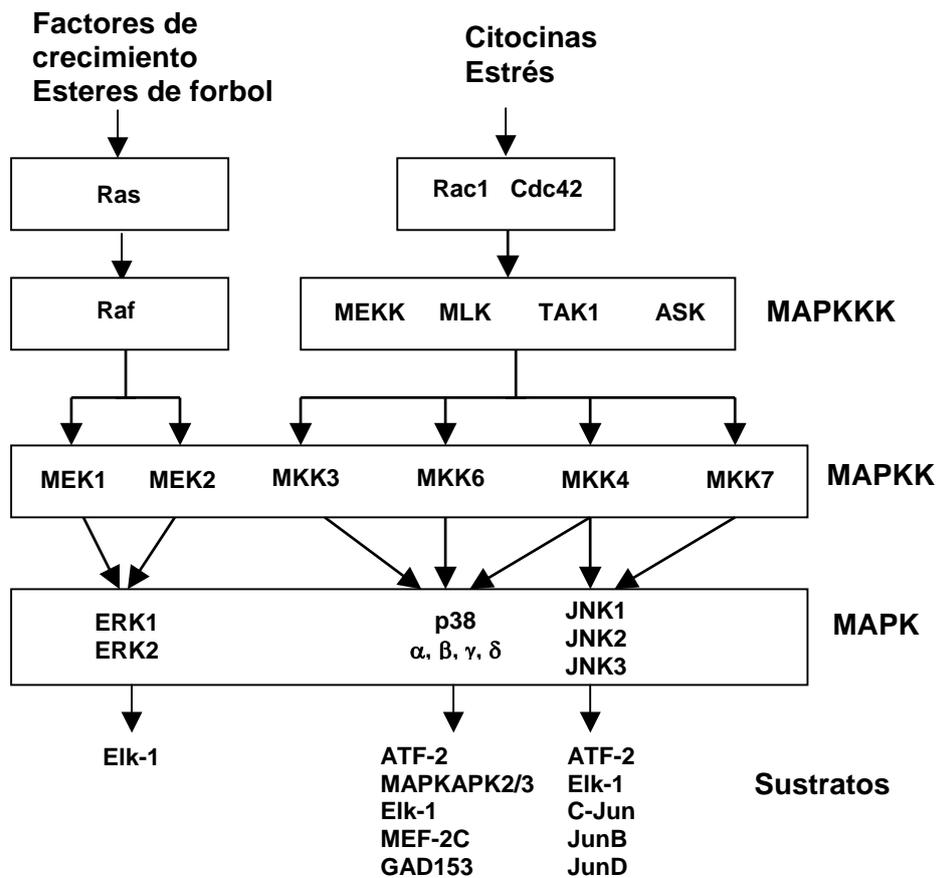 Factores de
crecimiento
Esteres de forbol
Citocinas
Estrés
Ras
Rac1 Cdc42
Raf
MEKK MLK TAK1 ASK
MAPKKK
MEK1 MEK2 MKK3 MKK6 MKK4 MKK7
MAPKK
ERK1
ERK2
p38
α, β, γ, δ
JNK1
JNK2
JNK3
MAPK
Elk-1
ATF-2
MAPKAPK2/3
Elk-1
MEF-2C
GAD153
ATF-2
Elk-1
C-Jun
JunB
JunD
Sustratos